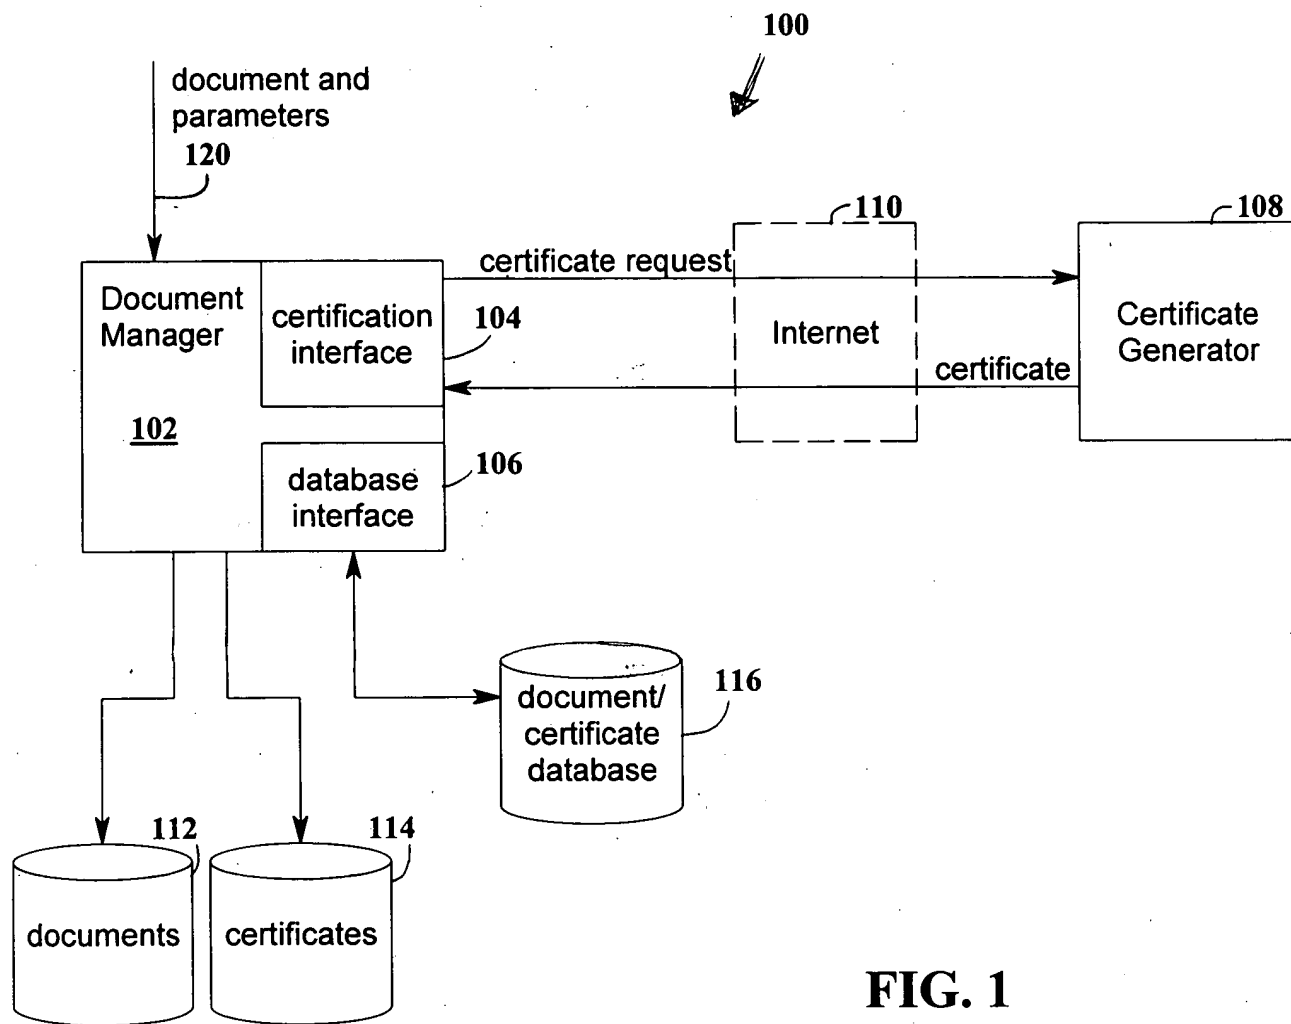 100
document and
parameters
120
110
108
certificate request
Document
Manager
certification
interface
104
Internet
Certificate
Generator
certificate
102
106
database
interface
116
document/
certificate
database
112
114
documents
certificates
FIG. 1